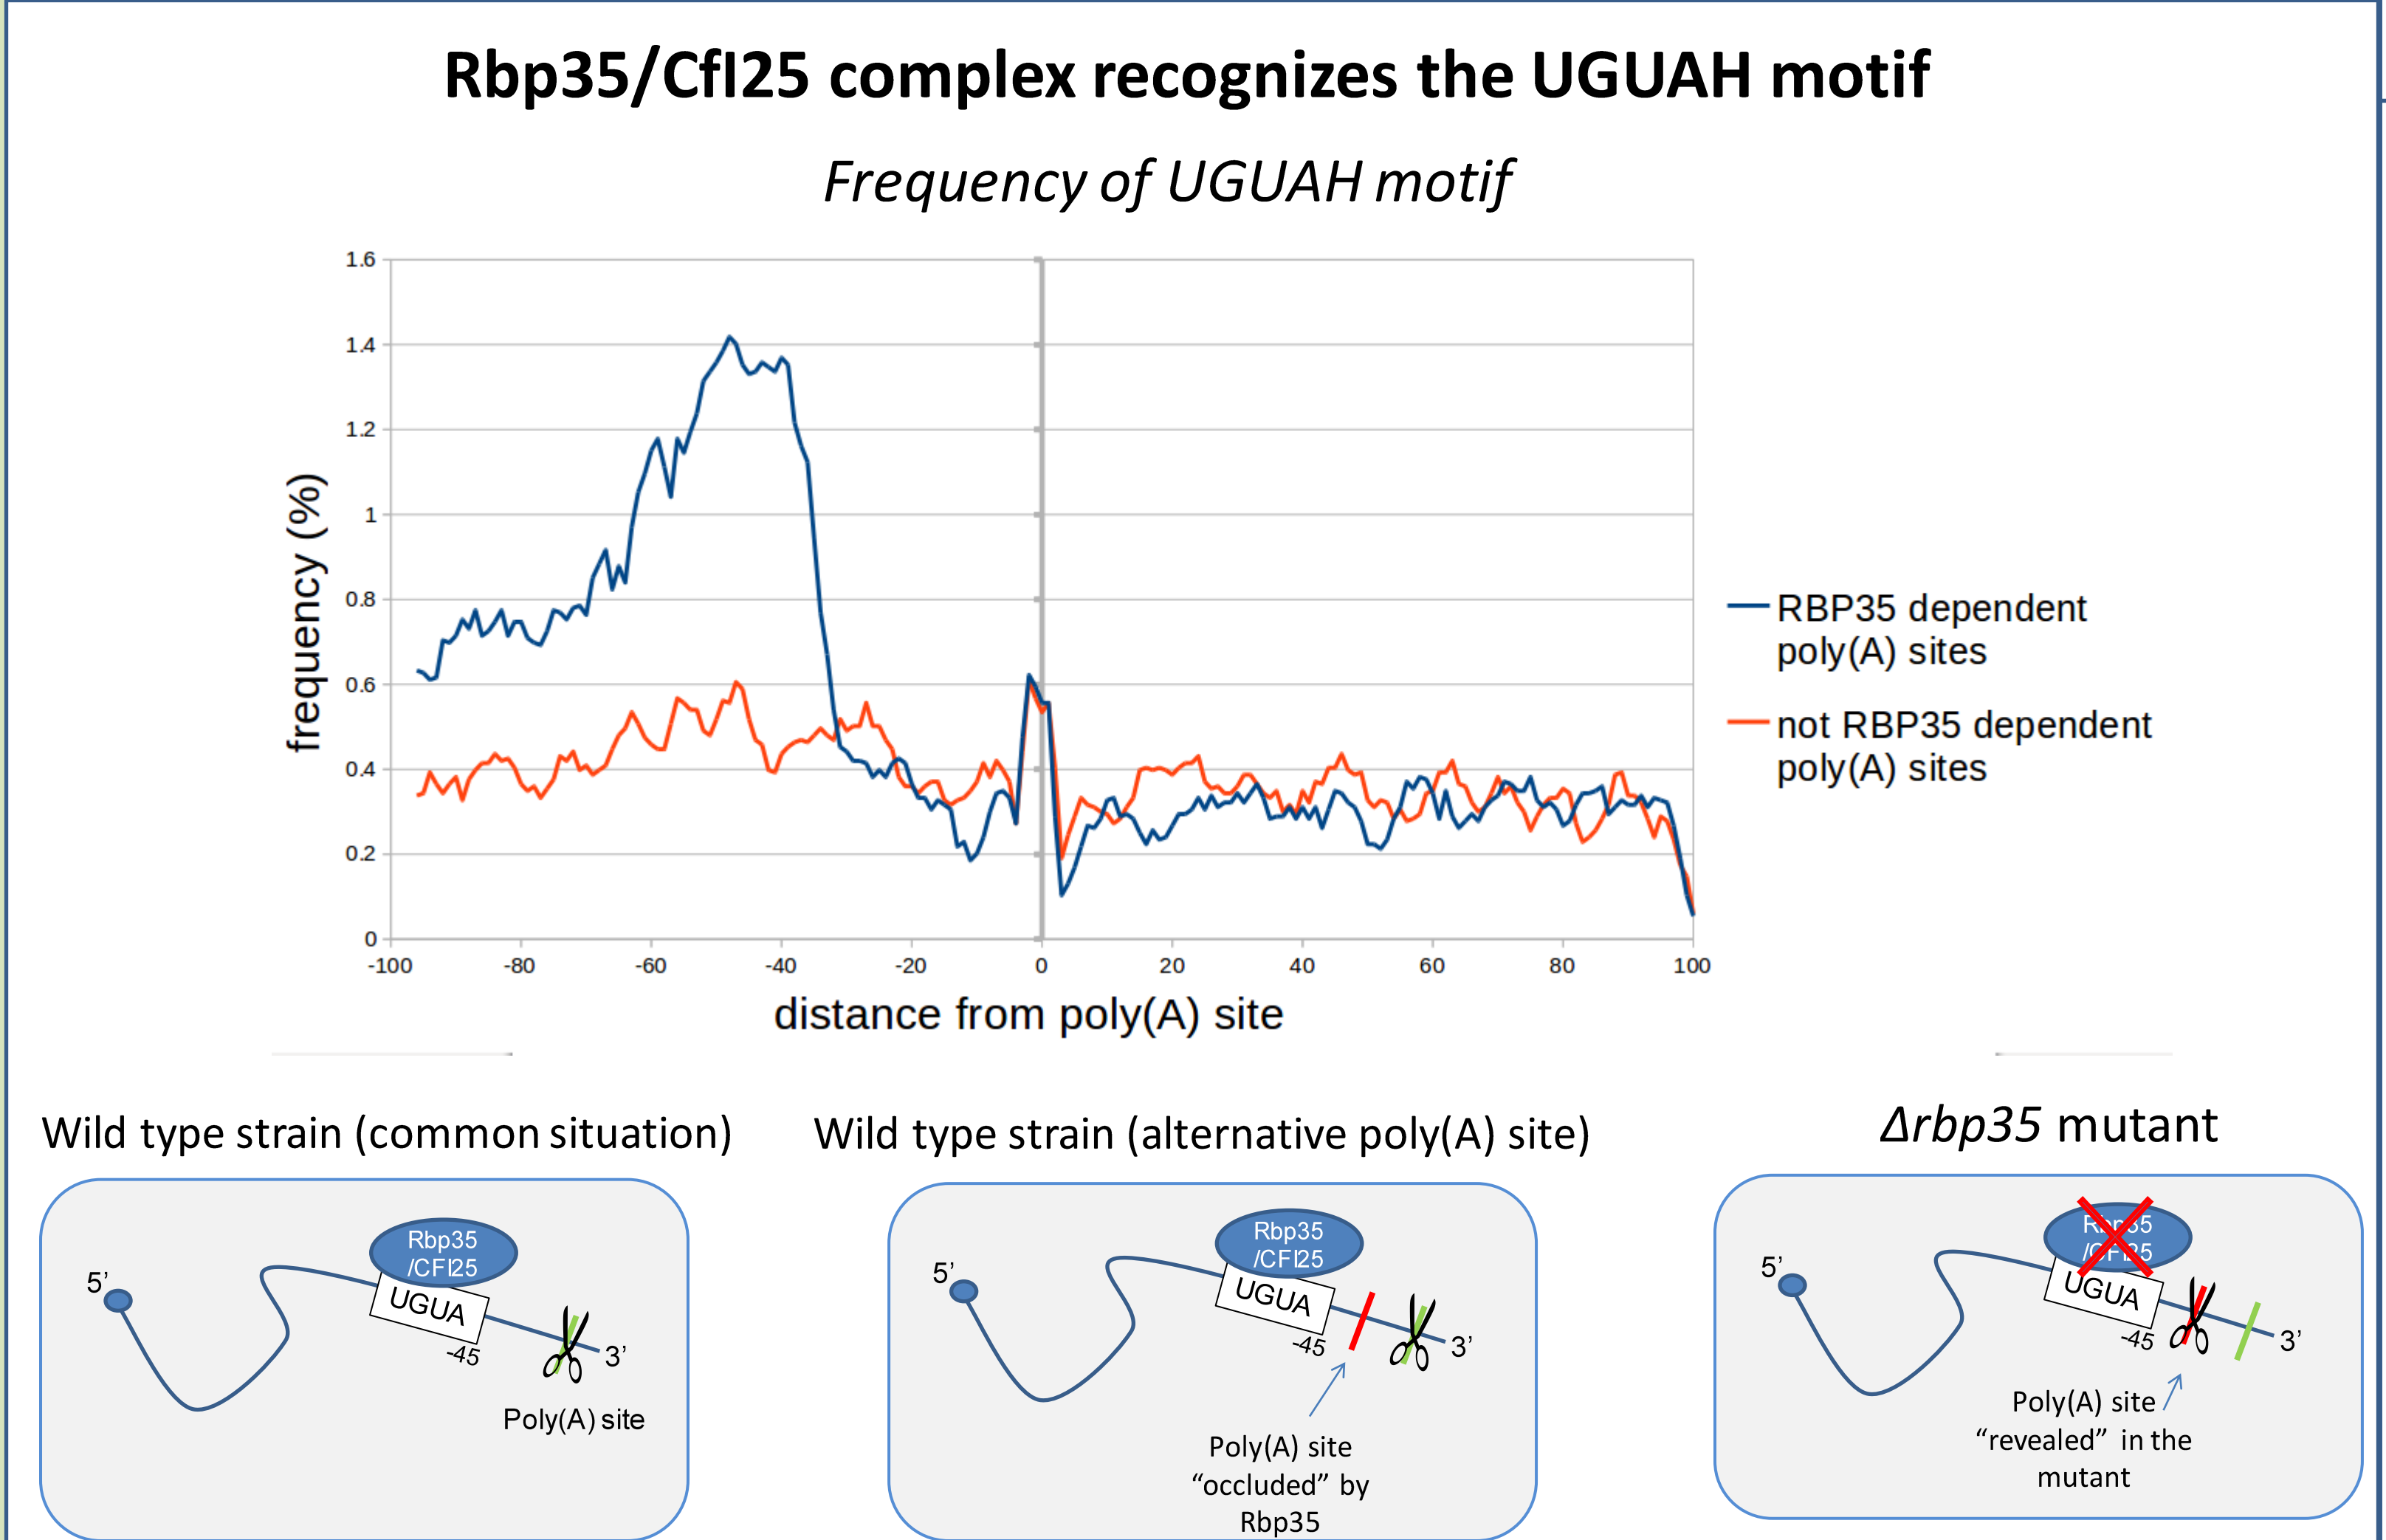 Rbp35/CfI25 complex recognizes the UGUAH motif
Frequency of UGUAH motif
1.6
1.4
1.2
1
0.8
0.6
0.4
0.2
0
frequency (%)
-100
-80
-60
-40
-20
0
20
40
60
80
100
distance from poly(A) site
RBP35 dependent
poly(A) sites
not RBP35 dependent
poly(A) sites
Wild type strain (common situation)
5’
Rbp35
/CFI25
UGUA
-45
3’
Poly(A) site
Wild type strain (alternative poly(A) site)
5’
Rbp35
/CFI25
UGUA
-45
3’
Poly(A) site
“occluded” by
Rbp35
Δrbp35 mutant
5’
Rbp35
/CFI25
UGUA
-45
3’
Poly(A) site
“revealed” in the
mutant